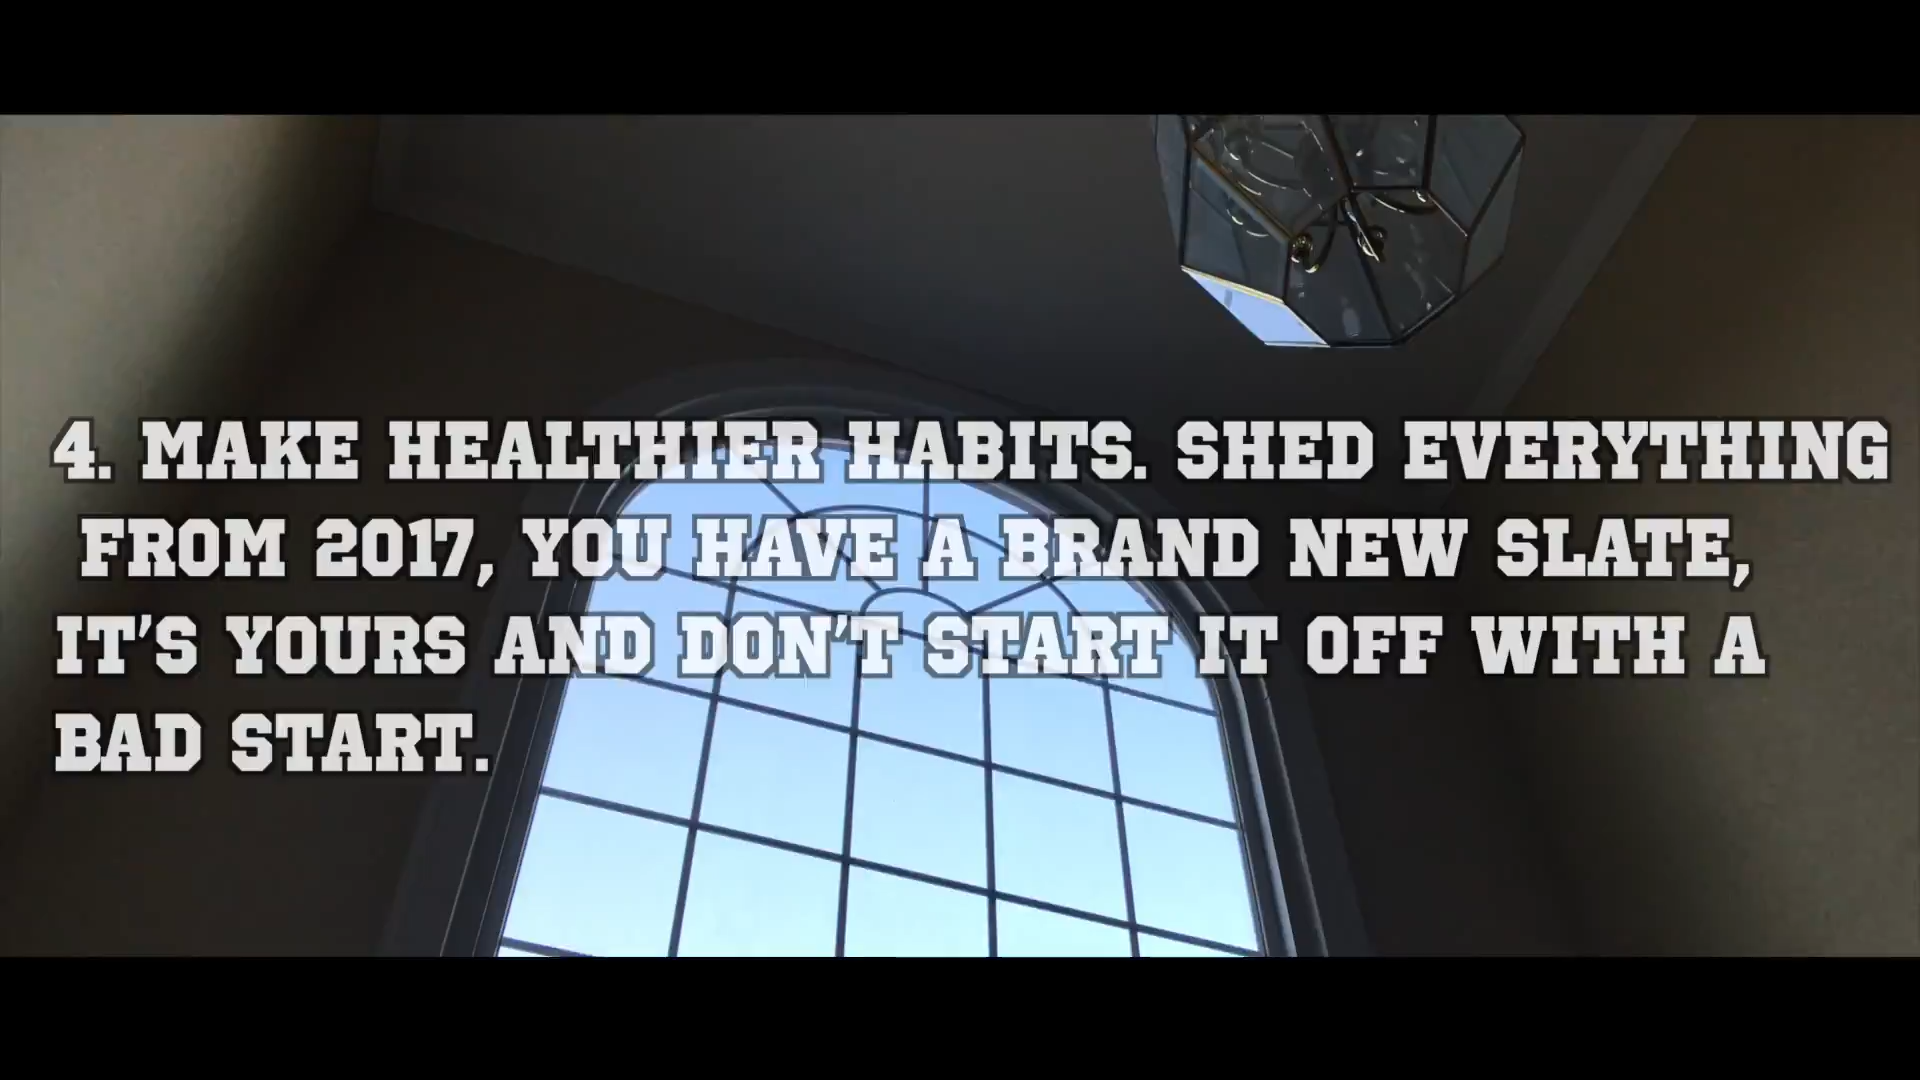 4. MAKE HEALTHIER HABITS. SHED EVERYTHING
FROM 2017, YOU HAVE A BRAND NEW SLATE,
IT'S YOURS AND DON'T START IT OFF WITH A
BAD START.